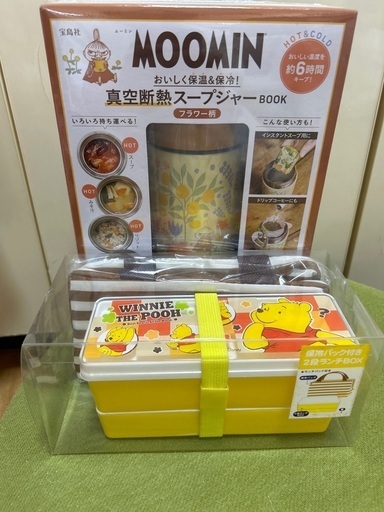 宝島社
ムーミン
MOOMIN
HOT&COLD
おいしい温度を
約6時間
キープ!
おいしく保温&保冷!
真空断熱スープジャーBOOK
フラワー柄
いろいろ持ち運べる!
こんな使い方も!
HOT
スープ
インスタントスープ用に
HOT
HOT
ドリップコーヒーにも
WINNIE
THE POOH
?
保冷バック付き
2段ランチBOX